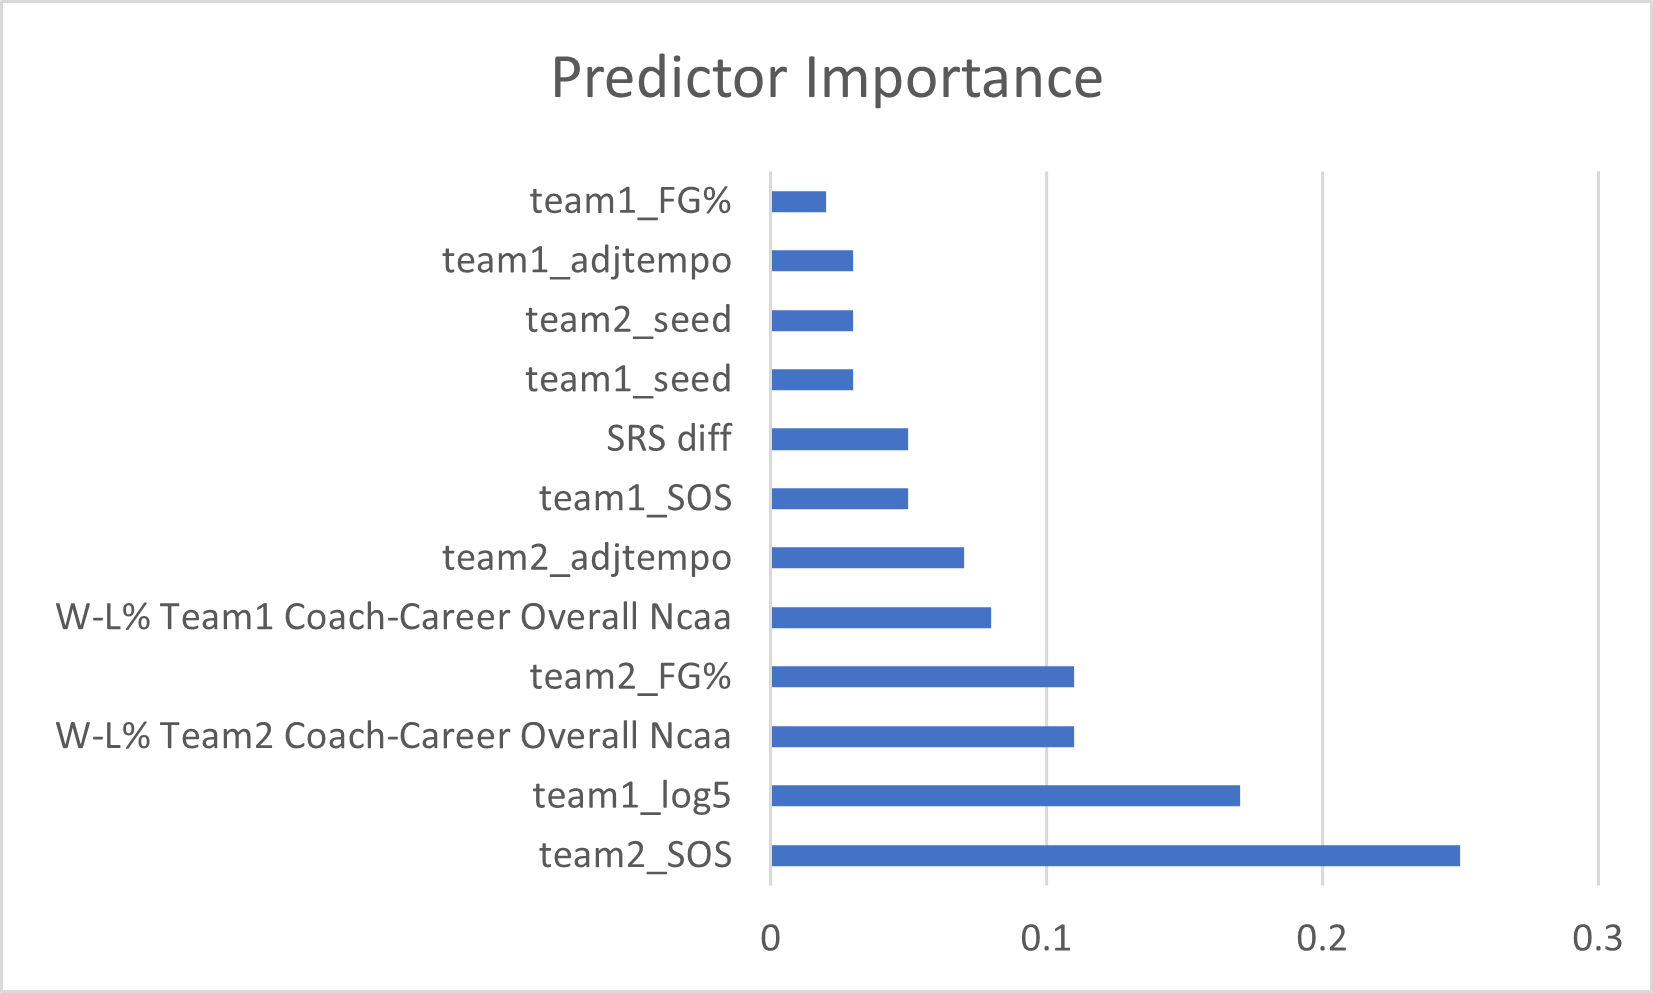 Predictor Importance
team1_FG%
team1_adjtempo
team2_seed
team1_seed
SRS diff
team1_SOS
team2_adjtempo
W-L% Team1 Coach-Career Overall Ncaa
team2_FG%
W-L% Team2 Coach-Career Overall Ncaa
team1_log5
team2_SOS
0 0.1 0.2 0.3